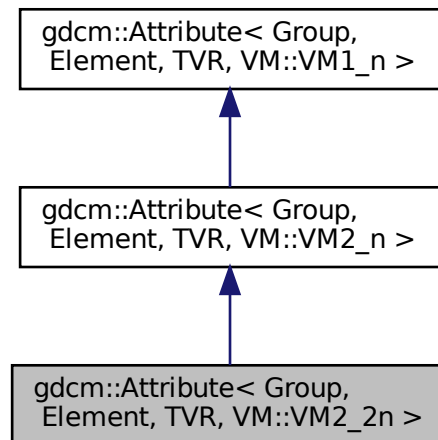 gdcm::Attribute< Group,
Element, TVR, VM::VM1_n >
gdcm::Attribute< Group,
Element, TVR, VM::VM2_n >
gdcm::Attribute< Group,
Element, TVR, VM::VM2_2n >